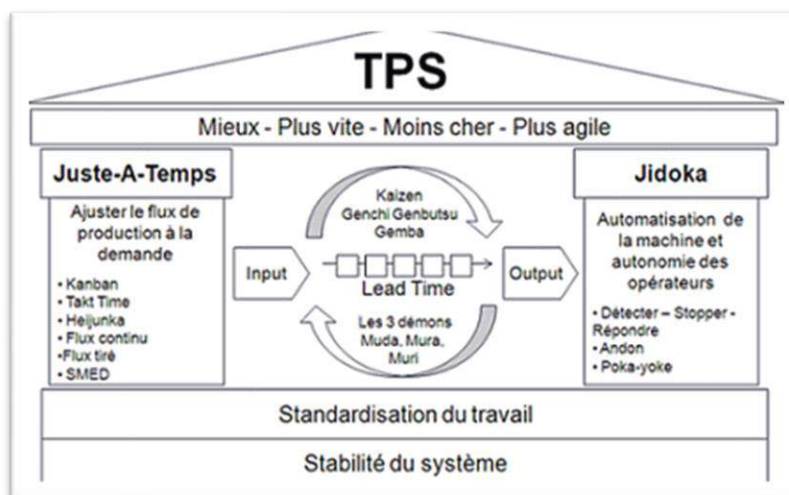 TPS
Mieux - Plus vite - Moins cher - Plus agile
Juste-A-Temps
Ajuster le flux de
production à la
demande
• Kanban
• Takt Time
• Heijunka
• Flux continu
•Flux tiré
• SMED
Input
Kaizen
Genchi Genbutsu
Gemba
Lead Time
Les 3 démons
Muda, Mura,
Muri
Output
Jidoka
Automatisation de
la machine et
autonomie des
opérateurs
• Détecter – Stopper -
Répondre
• Andon
• Poka-yoke
Standardisation du travail
Stabilité du système